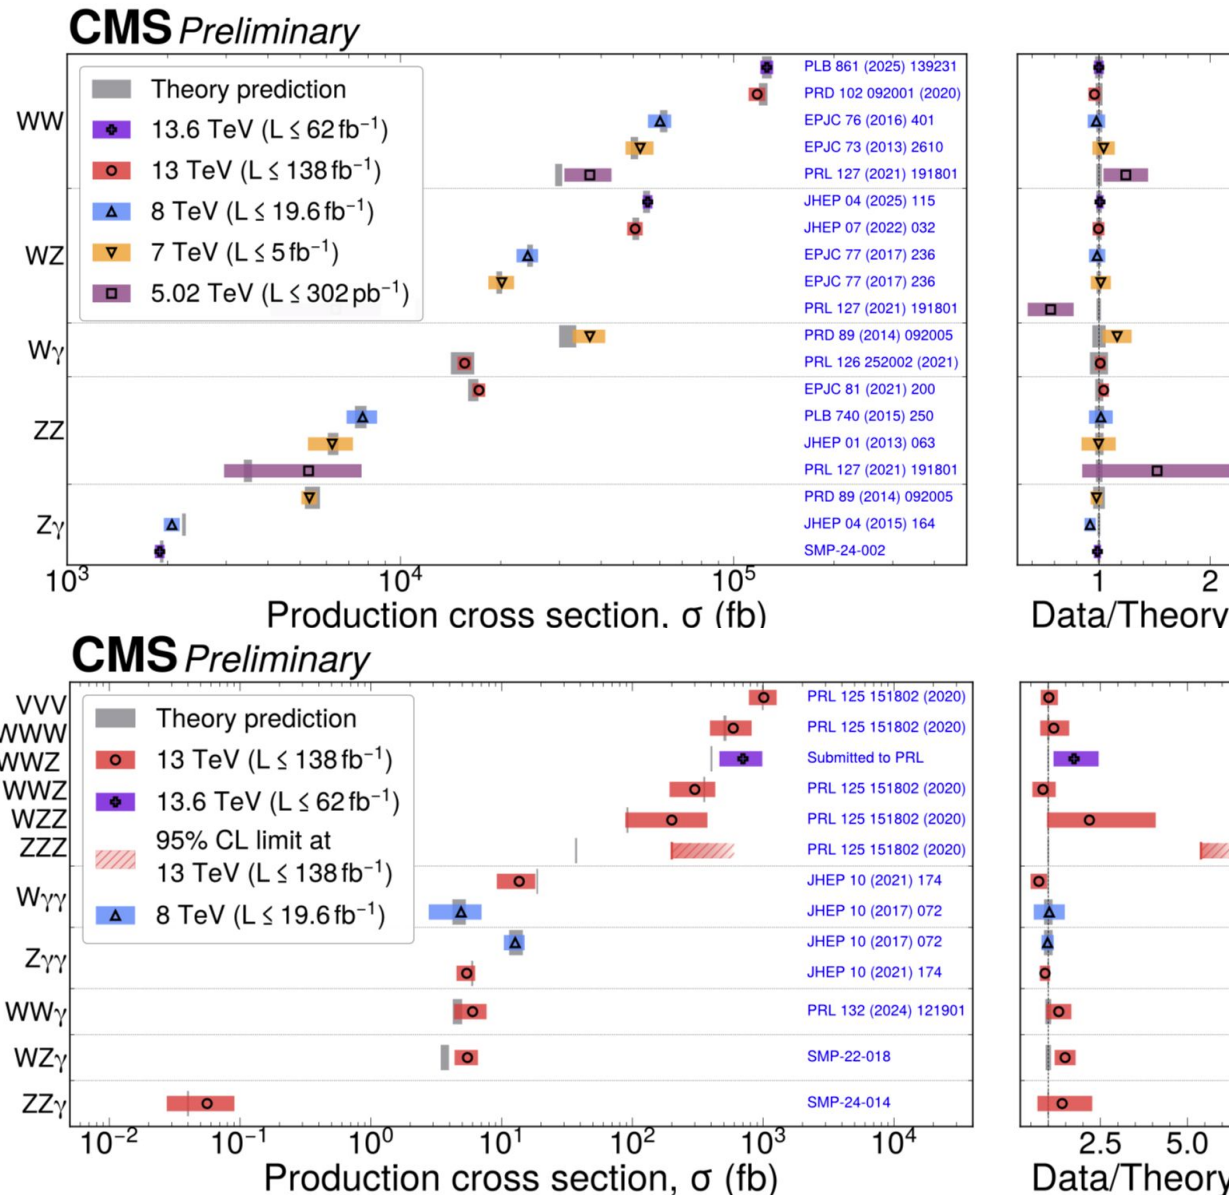 CMS Preliminary
Theory prediction
13.6 TeV (L ≤ 62 fb⁻¹)
13 TeV (L ≤ 138 fb⁻¹)
8 TeV (L ≤ 19.6 fb⁻¹)
7 TeV (L ≤ 5 fb⁻¹)
5.02 TeV (L ≤ 302 pb⁻¹)
WW
PLB 861 (2025) 139231
PRD 102 092001 (2020)
EPJC 76 (2016) 401
EPJC 73 (2013) 2610
PRL 127 (2021) 191801
WZ
JHEP 04 (2025) 115
JHEP 07 (2022) 032
EPJC 77 (2017) 236
EPJC 77 (2017) 236
PRL 127 (2021) 191801
Wγ
PRD 89 (2014) 092005
PRL 126 252002 (2021)
ZZ
EPJC 81 (2021) 200
PLB 740 (2015) 250
JHEP 01 (2013) 063
PRL 127 (2021) 191801
Zγ
PRD 89 (2014) 092005
JHEP 04 (2015) 164
SMP-24-002
10³ 10⁴ 10⁵ 1 2
Production cross section, σ (fb) Data/Theory
CMS Preliminary
Theory prediction
13 TeV (L ≤ 138 fb⁻¹)
13.6 TeV (L ≤ 62 fb⁻¹)
95% CL limit at
13 TeV (L ≤ 138 fb⁻¹)
8 TeV (L ≤ 19.6 fb⁻¹)
VVV PRL 125 151802 (2020)
WWW PRL 125 151802 (2020)
WWZ Submitted to PRL
WWZ PRL 125 151802 (2020)
WZZ PRL 125 151802 (2020)
ZZZ PRL 125 151802 (2020)
Wγγ
JHEP 10 (2021) 174
JHEP 10 (2017) 072
Zγγ
JHEP 10 (2017) 072
JHEP 10 (2021) 174
WWγ PRL 132 (2024) 121901
WZγ SMP-22-018
ZZγ SMP-24-014
10⁻² 10⁻¹ 10⁰ 10¹ 10² 10³ 10⁴ 2.5 5.0
Production cross section, σ (fb) Data/Theory